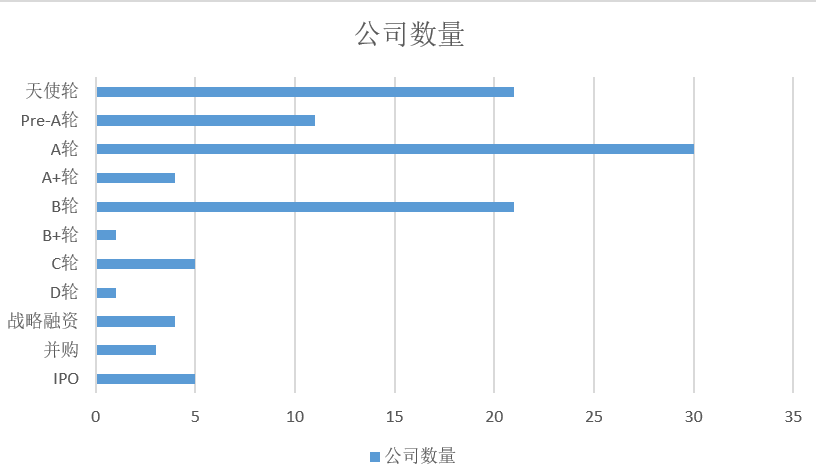 公司数量
天使轮
Pre-A轮
A轮
A+轮
B轮
B+轮
C轮
D轮
战略融资
并购
IPO
0 5 10 15 20 25 30 35
公司数量